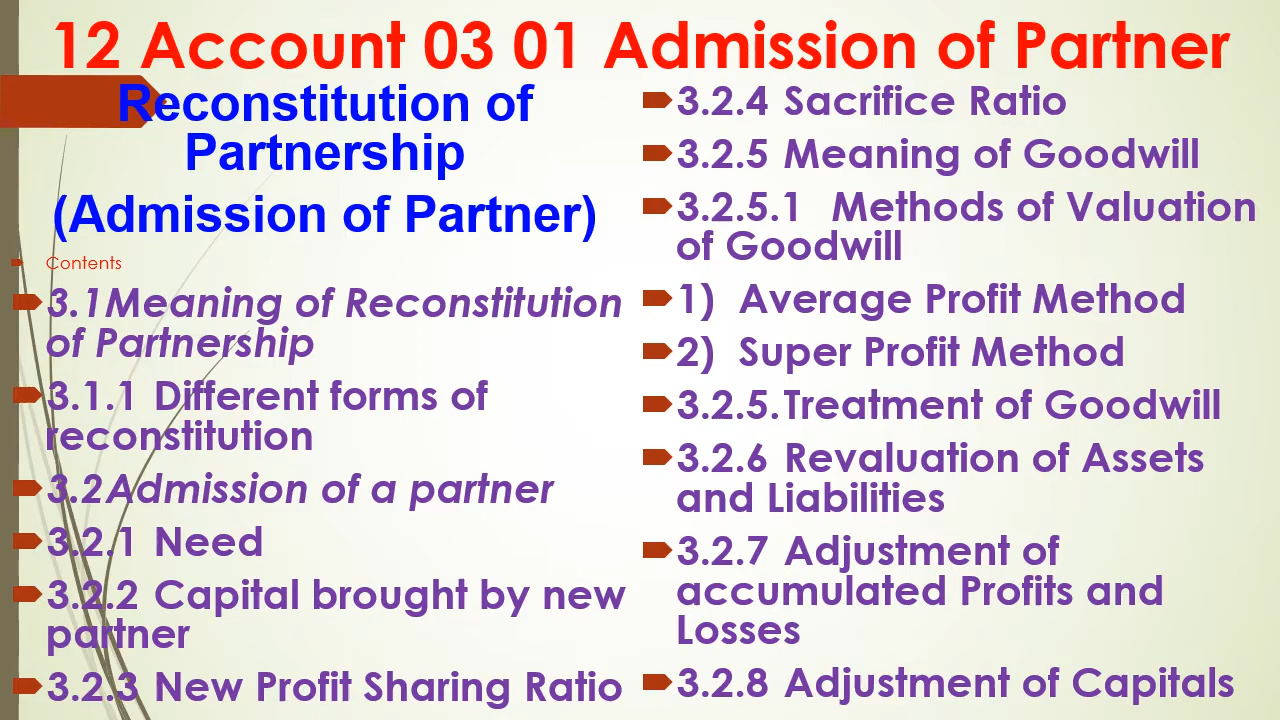 12 Account 03 01 Admission of Partner
Reconstitution of
Partnership
(Admission of Partner)
Contents
3.1 Meaning of Reconstitution
of Partnership
3.1.1 Different forms of
reconstitution
3.2 Admission of a partner
3.2.1 Need
3.2.2 Capital brought by new
partner
3.2.3 New Profit Sharing Ratio
3.2.4 Sacrifice Ratio
3.2.5 Meaning of Goodwill
3.2.5.1 Methods of Valuation
of Goodwill
1) Average Profit Method
2) Super Profit Method
3.2.5. Treatment of Goodwill
3.2.6 Revaluation of Assets
and Liabilities
3.2.7 Adjustment of
accumulated Profits and
Losses
3.2.8 Adjustment of Capitals